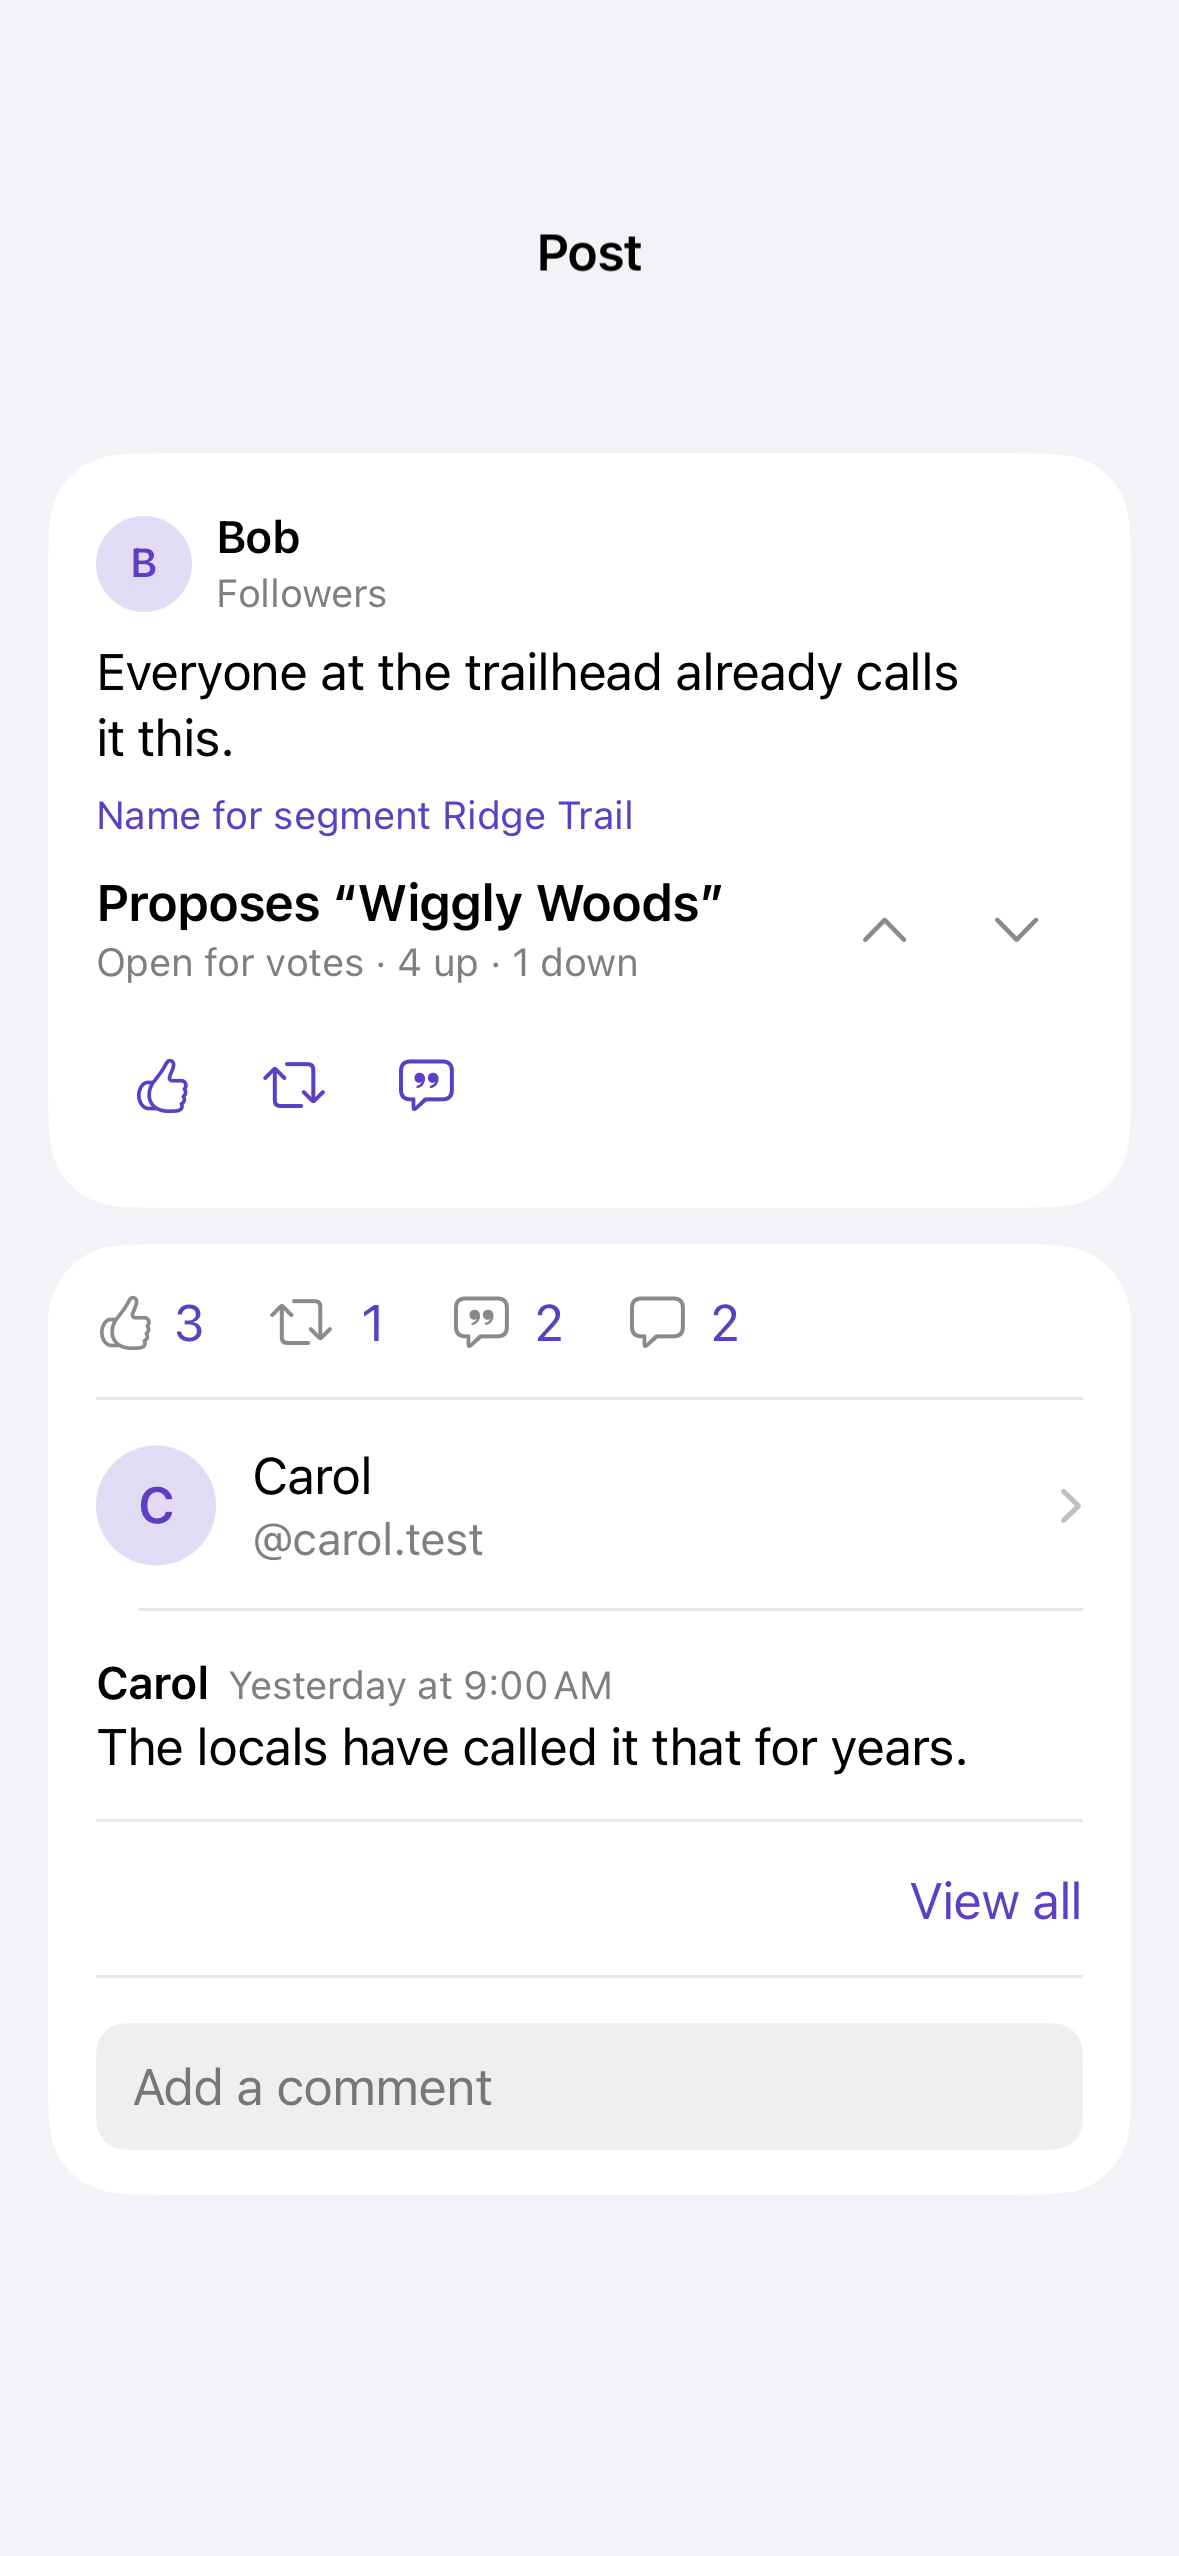 Post
B
Bob
Followers
Everyone at the trailhead already calls
it this.
Name for segment Ridge Trail
Proposes “Wiggly Woods”
Open for votes · 4 up · 1 down
3 1 2 2
C
Carol
@carol.test
Carol Yesterday at 9:00 AM
The locals have called it that for years.
View all
Add a comment